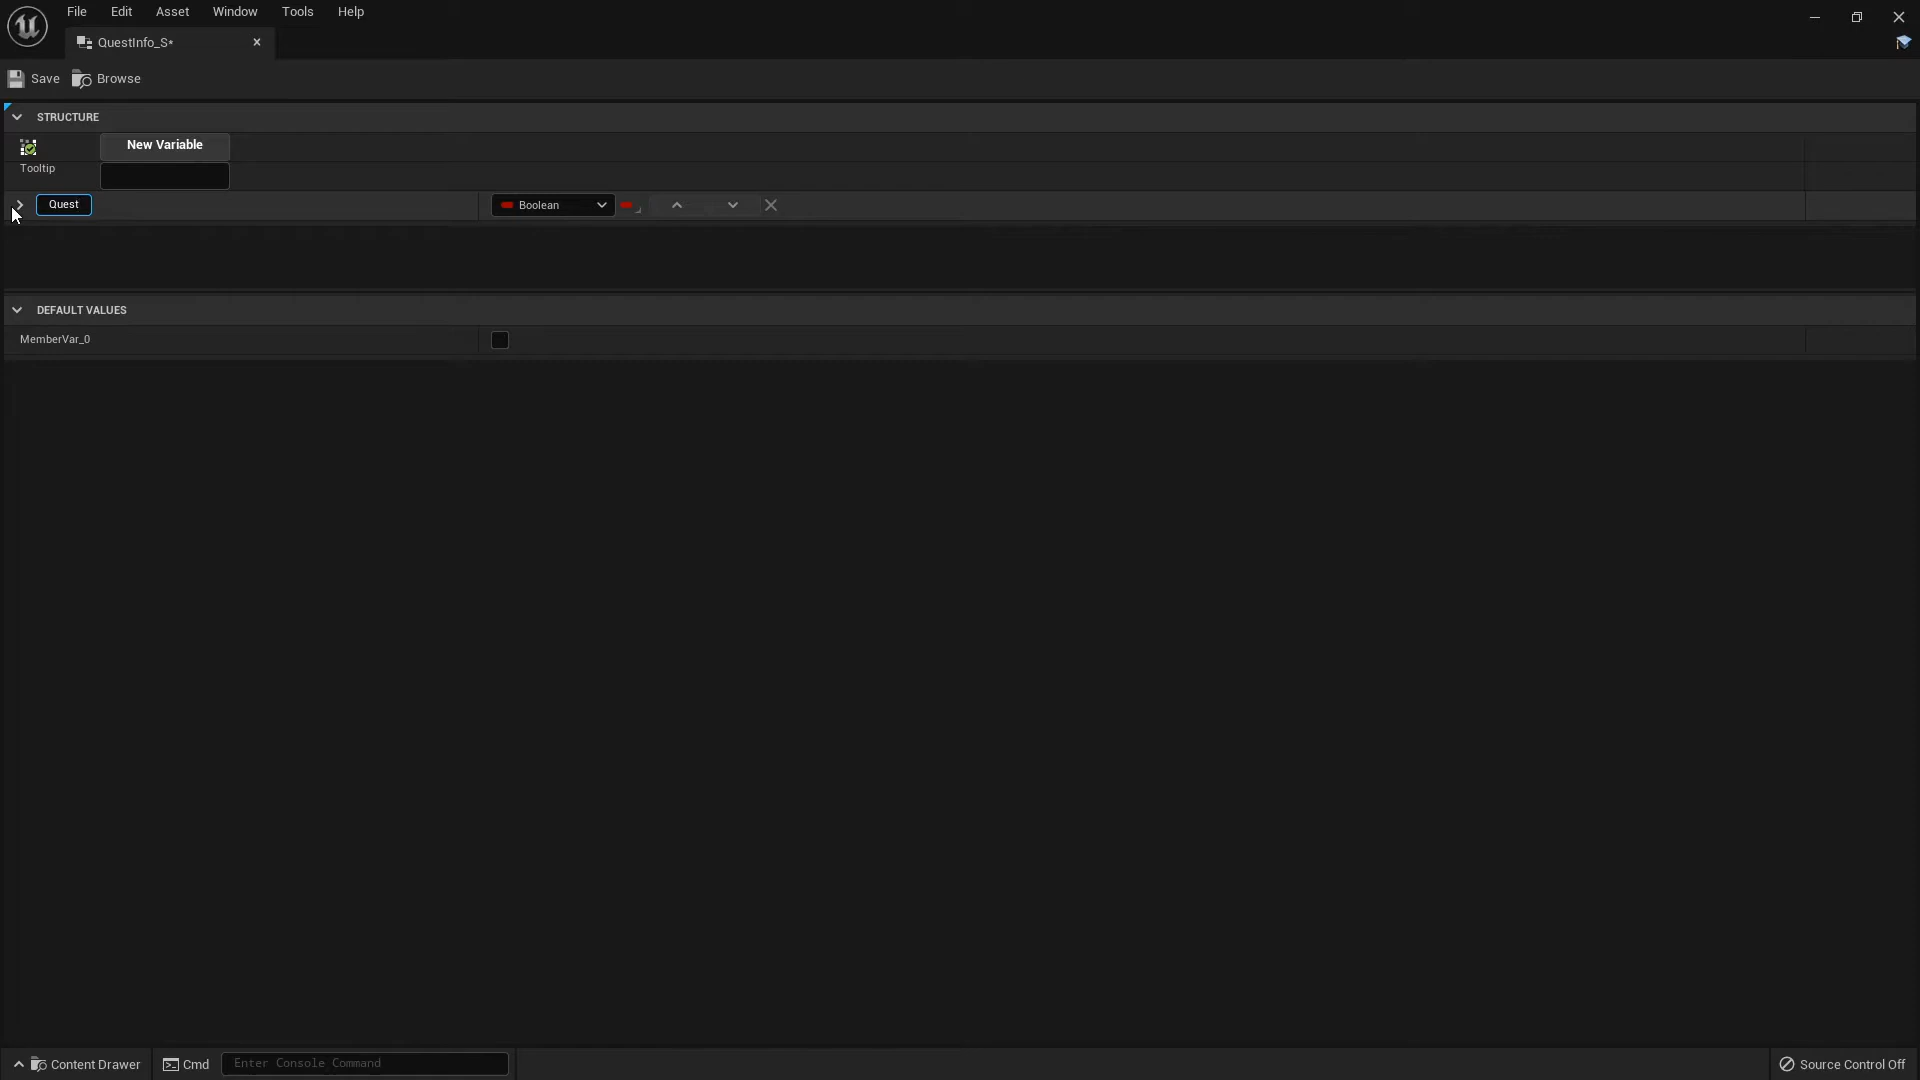 File Edit Asset Window Tools Help
QuestInfo_S*
Save Browse
STRUCTURE
New Variable
Tooltip
Quest Boolean
DEFAULT VALUES
MemberVar_0
Content Drawer Cmd Enter Console Command Source Control Off